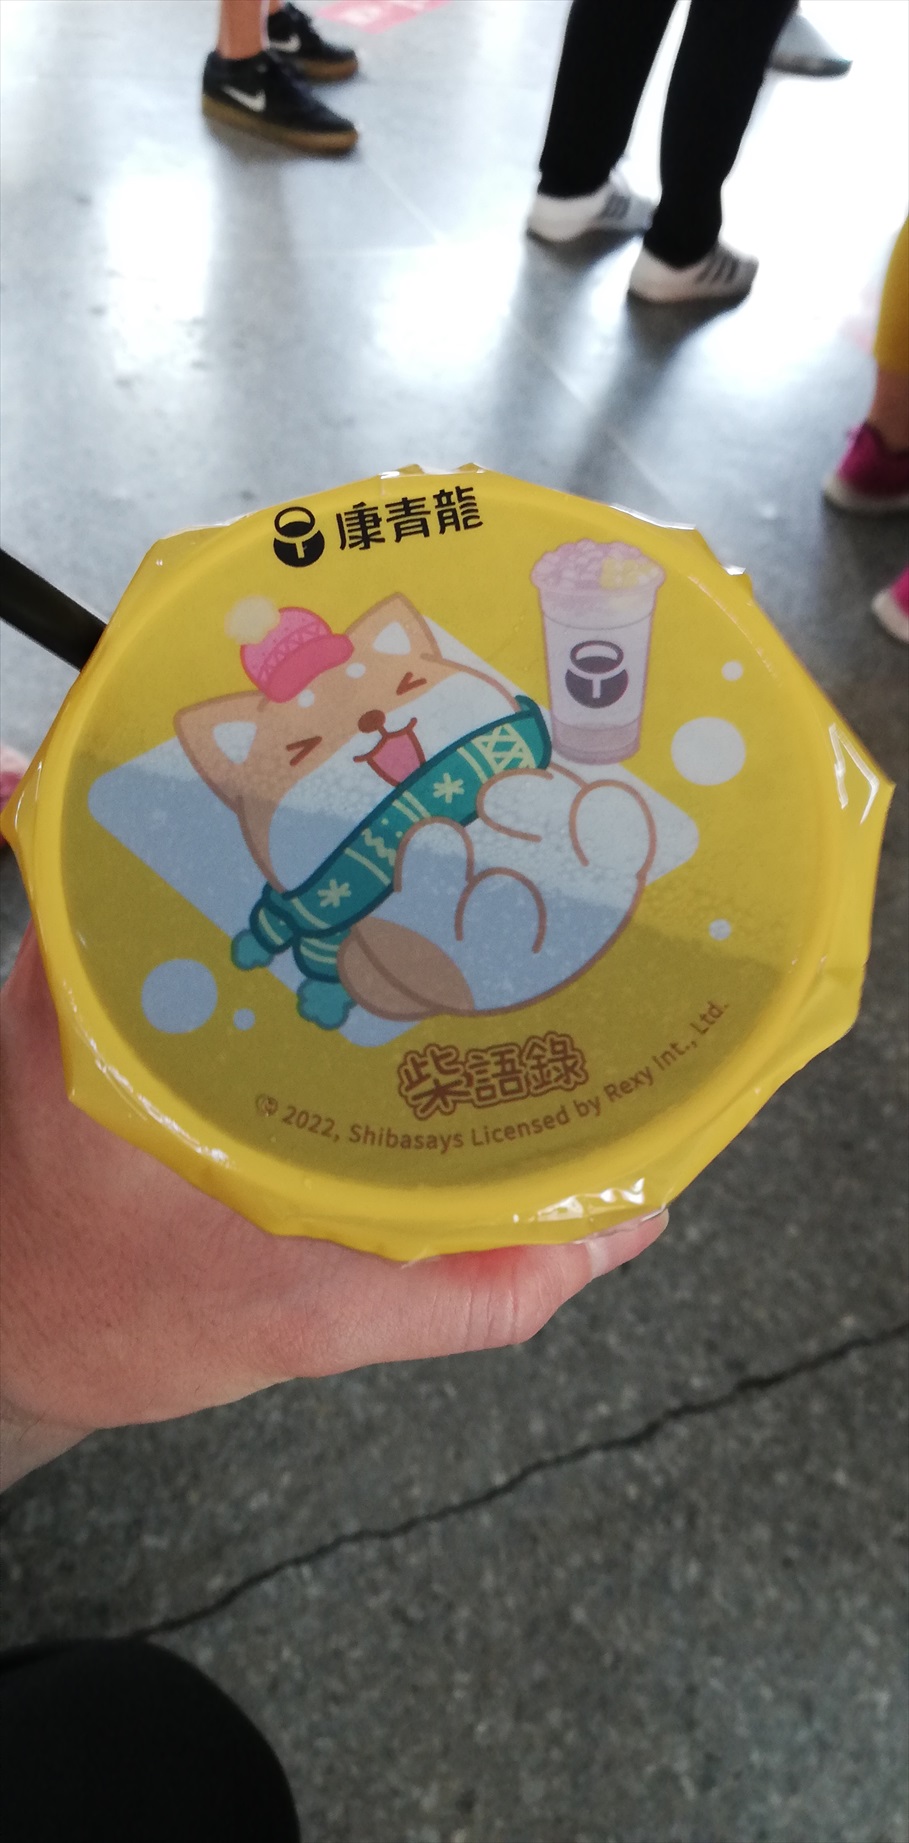 康青龍
柴語錄
© 2022, Shibasays Licensed by Rexy Int., Ltd.